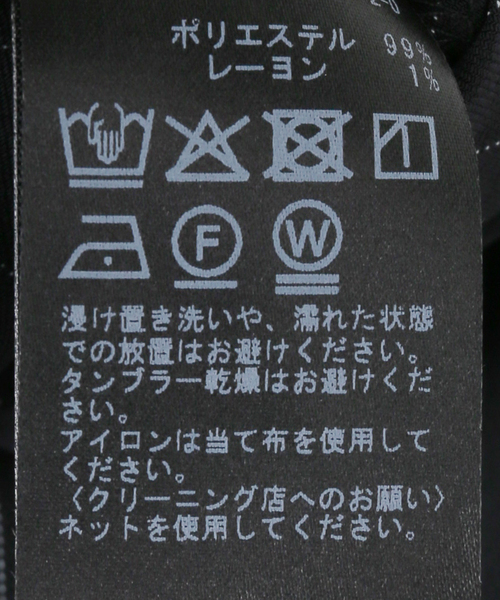 ポリエステル 99%
レーヨン 1%
F
W
浸け置き洗いや、濡れた状態
での放置はお避けください。
タンブラー乾燥はお避けくだ
さい。
アイロンは当て布を使用して
ください。
〈クリーニング店へのお願い〉
ネットを使用してください。